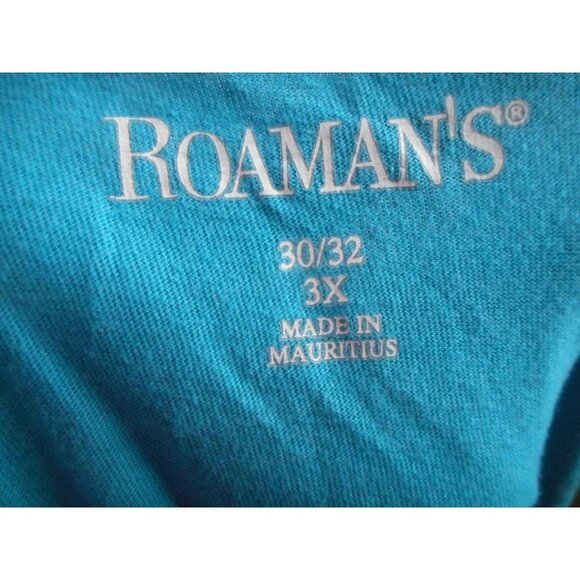 ROAMAN'S®
30/32
3X
MADE IN
MAURITIUS